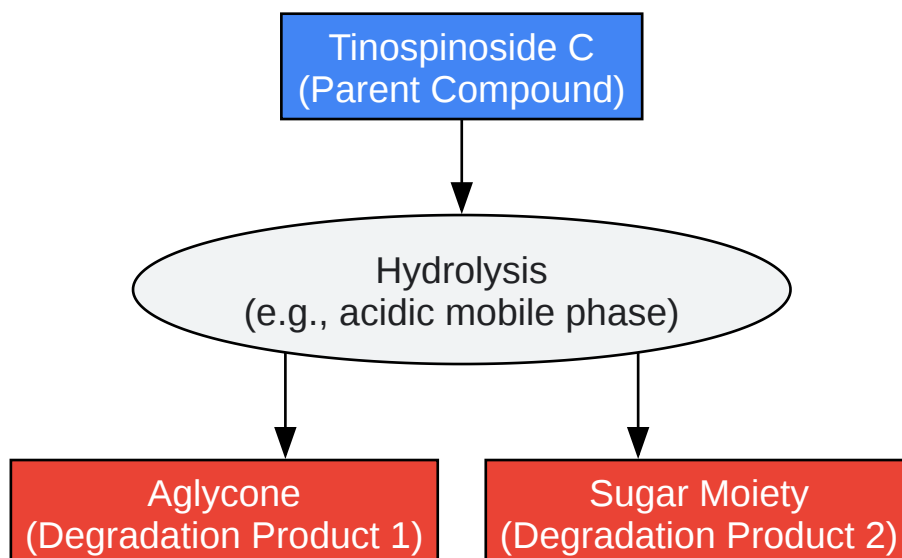 Tinospinoside C
(Parent Compound)
Hydrolysis
(e.g., acidic mobile phase)
Aglycone
(Degradation Product 1)
Sugar Moiety
(Degradation Product 2)